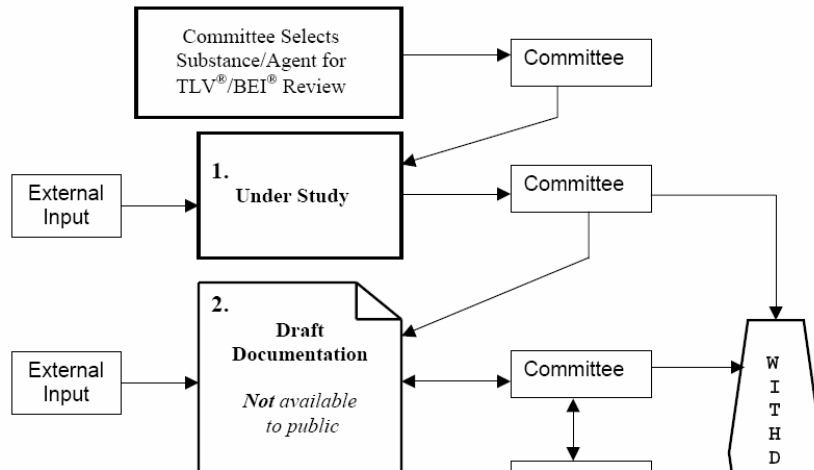 Committee Selects
Substance/Agent for
TLV®/BEI® Review
Committee
1.
Under Study
External
Input
Committee
2.
Draft
Documentation
Not available
to public
External
Input
Committee
W
I
T
H
D